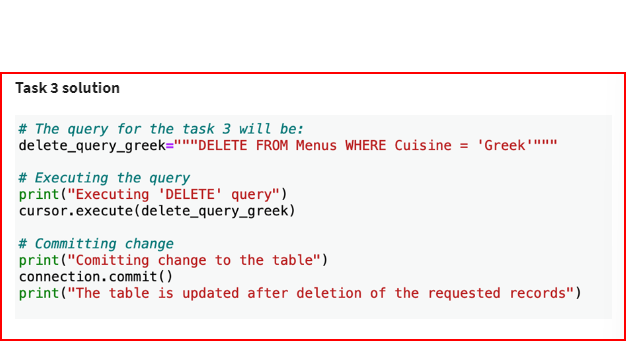 Task 3 solution
# The query for the task 3 will be:
delete_query_greek="""DELETE FROM Menus WHERE Cuisine = 'Greek'"""
# Executing the query
print("Executing 'DELETE' query")
cursor.execute(delete_query_greek)
# Committing change
print("Comitting change to the table")
connection.commit()
print("The table is updated after deletion of the requested records")